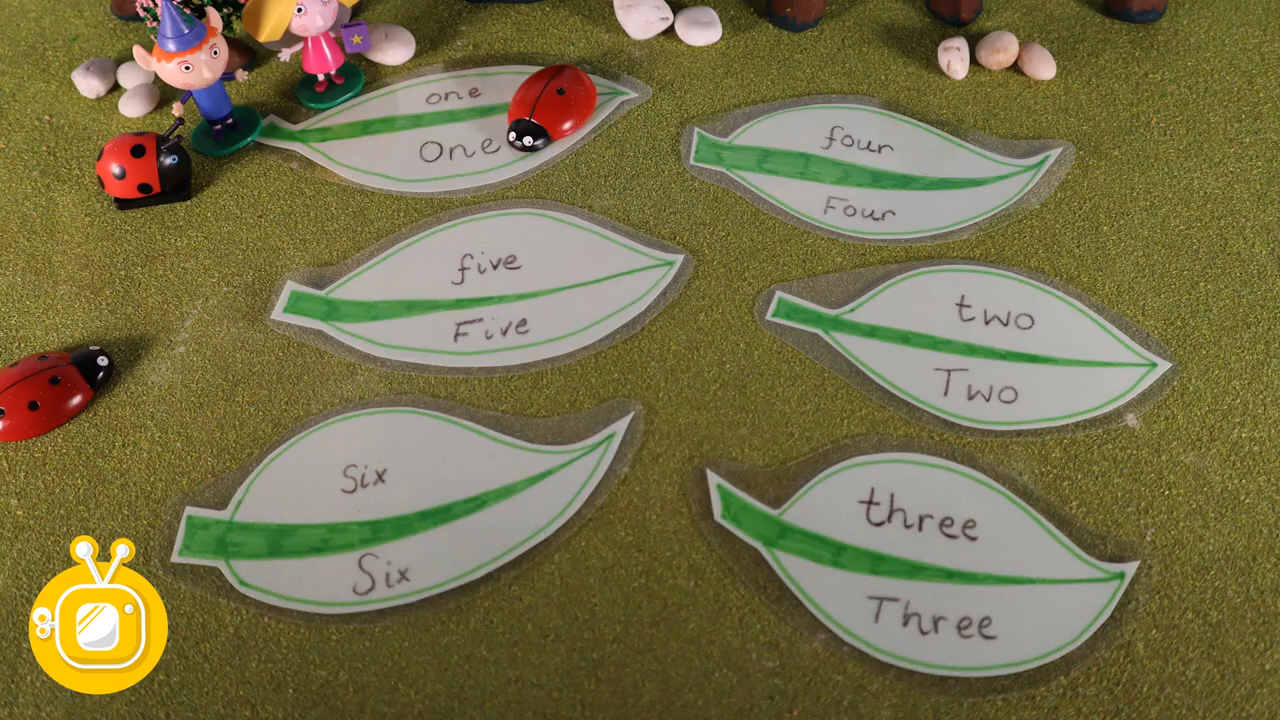 one
One
four
Four
five
Five
two
Two
Six
Six
three
Three